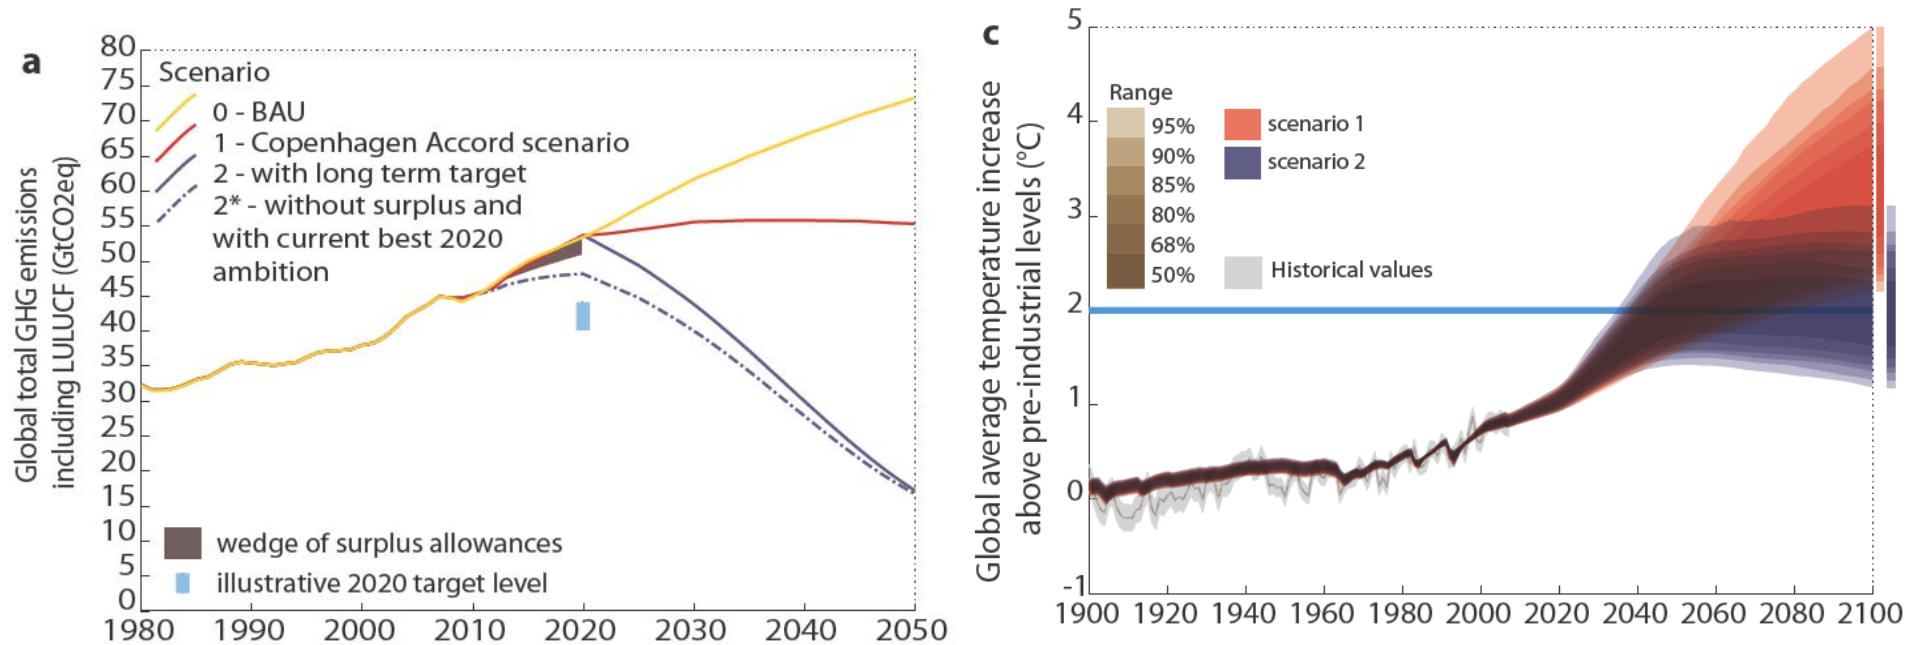 a
Global total GHG emissions
including LULUCF (GtCO2eq)
80
75
70
65
60
55
50
45
40
35
30
25
20
15
10
5
0
Scenario
0 - BAU
1 - Copenhagen Accord scenario
2 - with long term target
2* - without surplus and
with current best 2020
ambition
wedge of surplus allowances
illustrative 2020 target level
1980 1990 2000 2010 2020 2030 2040 2050
c
Global average temperature increase
above pre-industrial levels (°C)
5
4
3
2
1
0
-1
Range
95%
90%
85%
80%
68%
50%
scenario 1
scenario 2
Historical values
1900 1920 1940 1960 1980 2000 2020 2040 2060 2080 2100